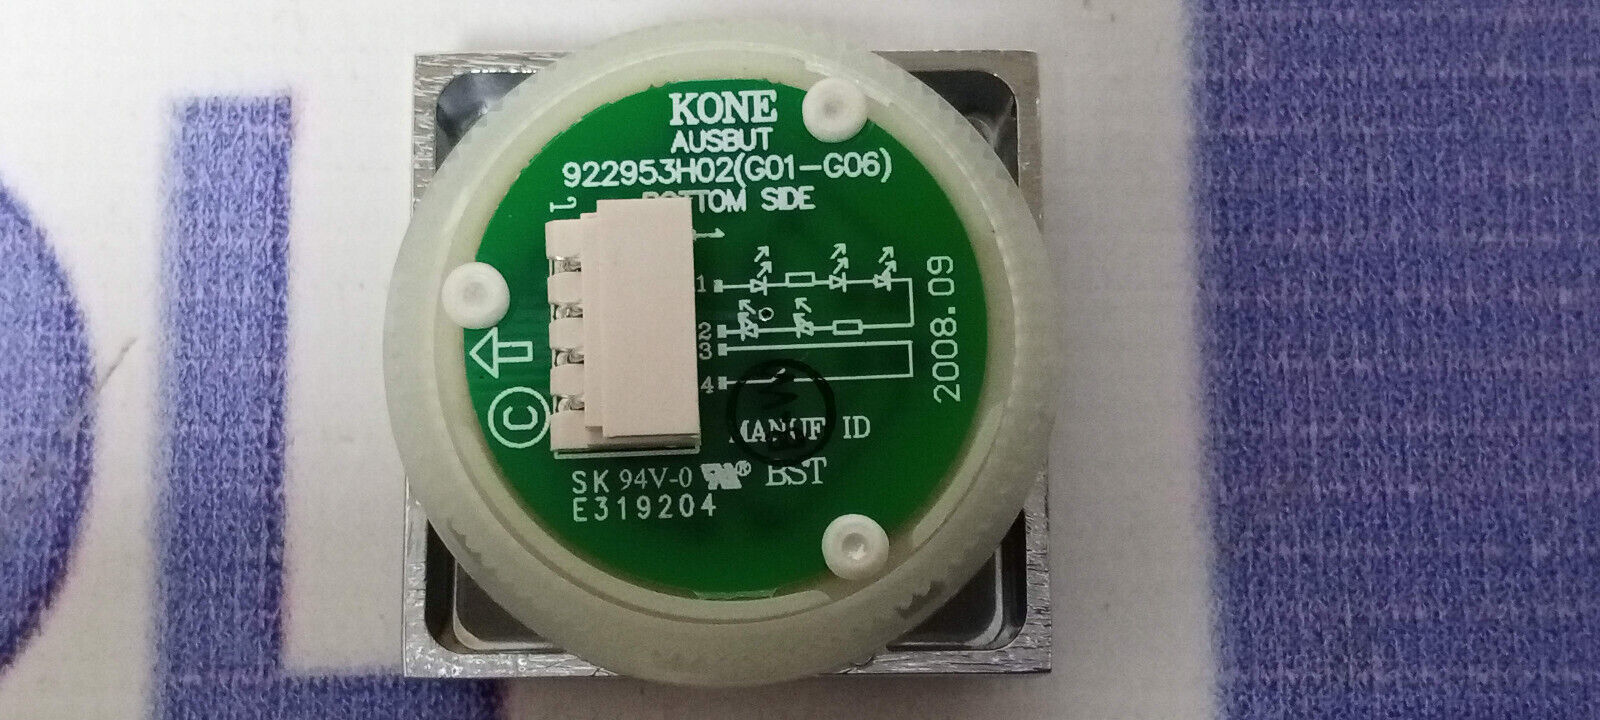 KONE
AUSBUT
922953H02(G01-G06)
BOTTOM SIDE
1
1
1
2
3
4
2008.09
©
MANUF ID
SK 94V-0 ® BST
E319204